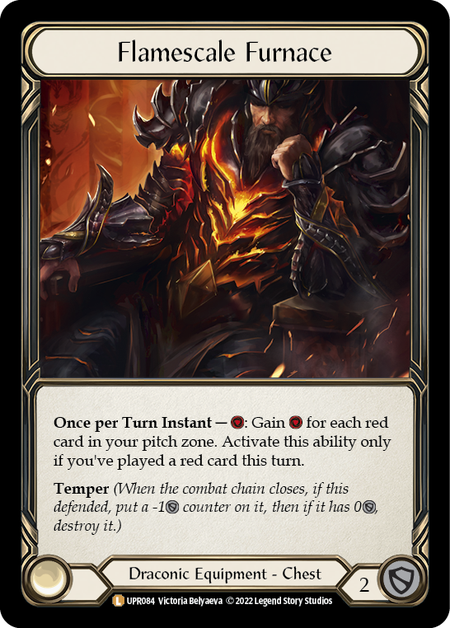 Flamescale Furnace
Once per Turn Instant — : Gain for each red
card in your pitch zone. Activate this ability only
if you've played a red card this turn.
Temper (When the combat chain closes, if this
defended, put a -1 counter on it, then if it has 0 ,
destroy it.)
Draconic Equipment - Chest
2
L UPR084 Victoria Belyaeva © 2022 Legend Story Studios